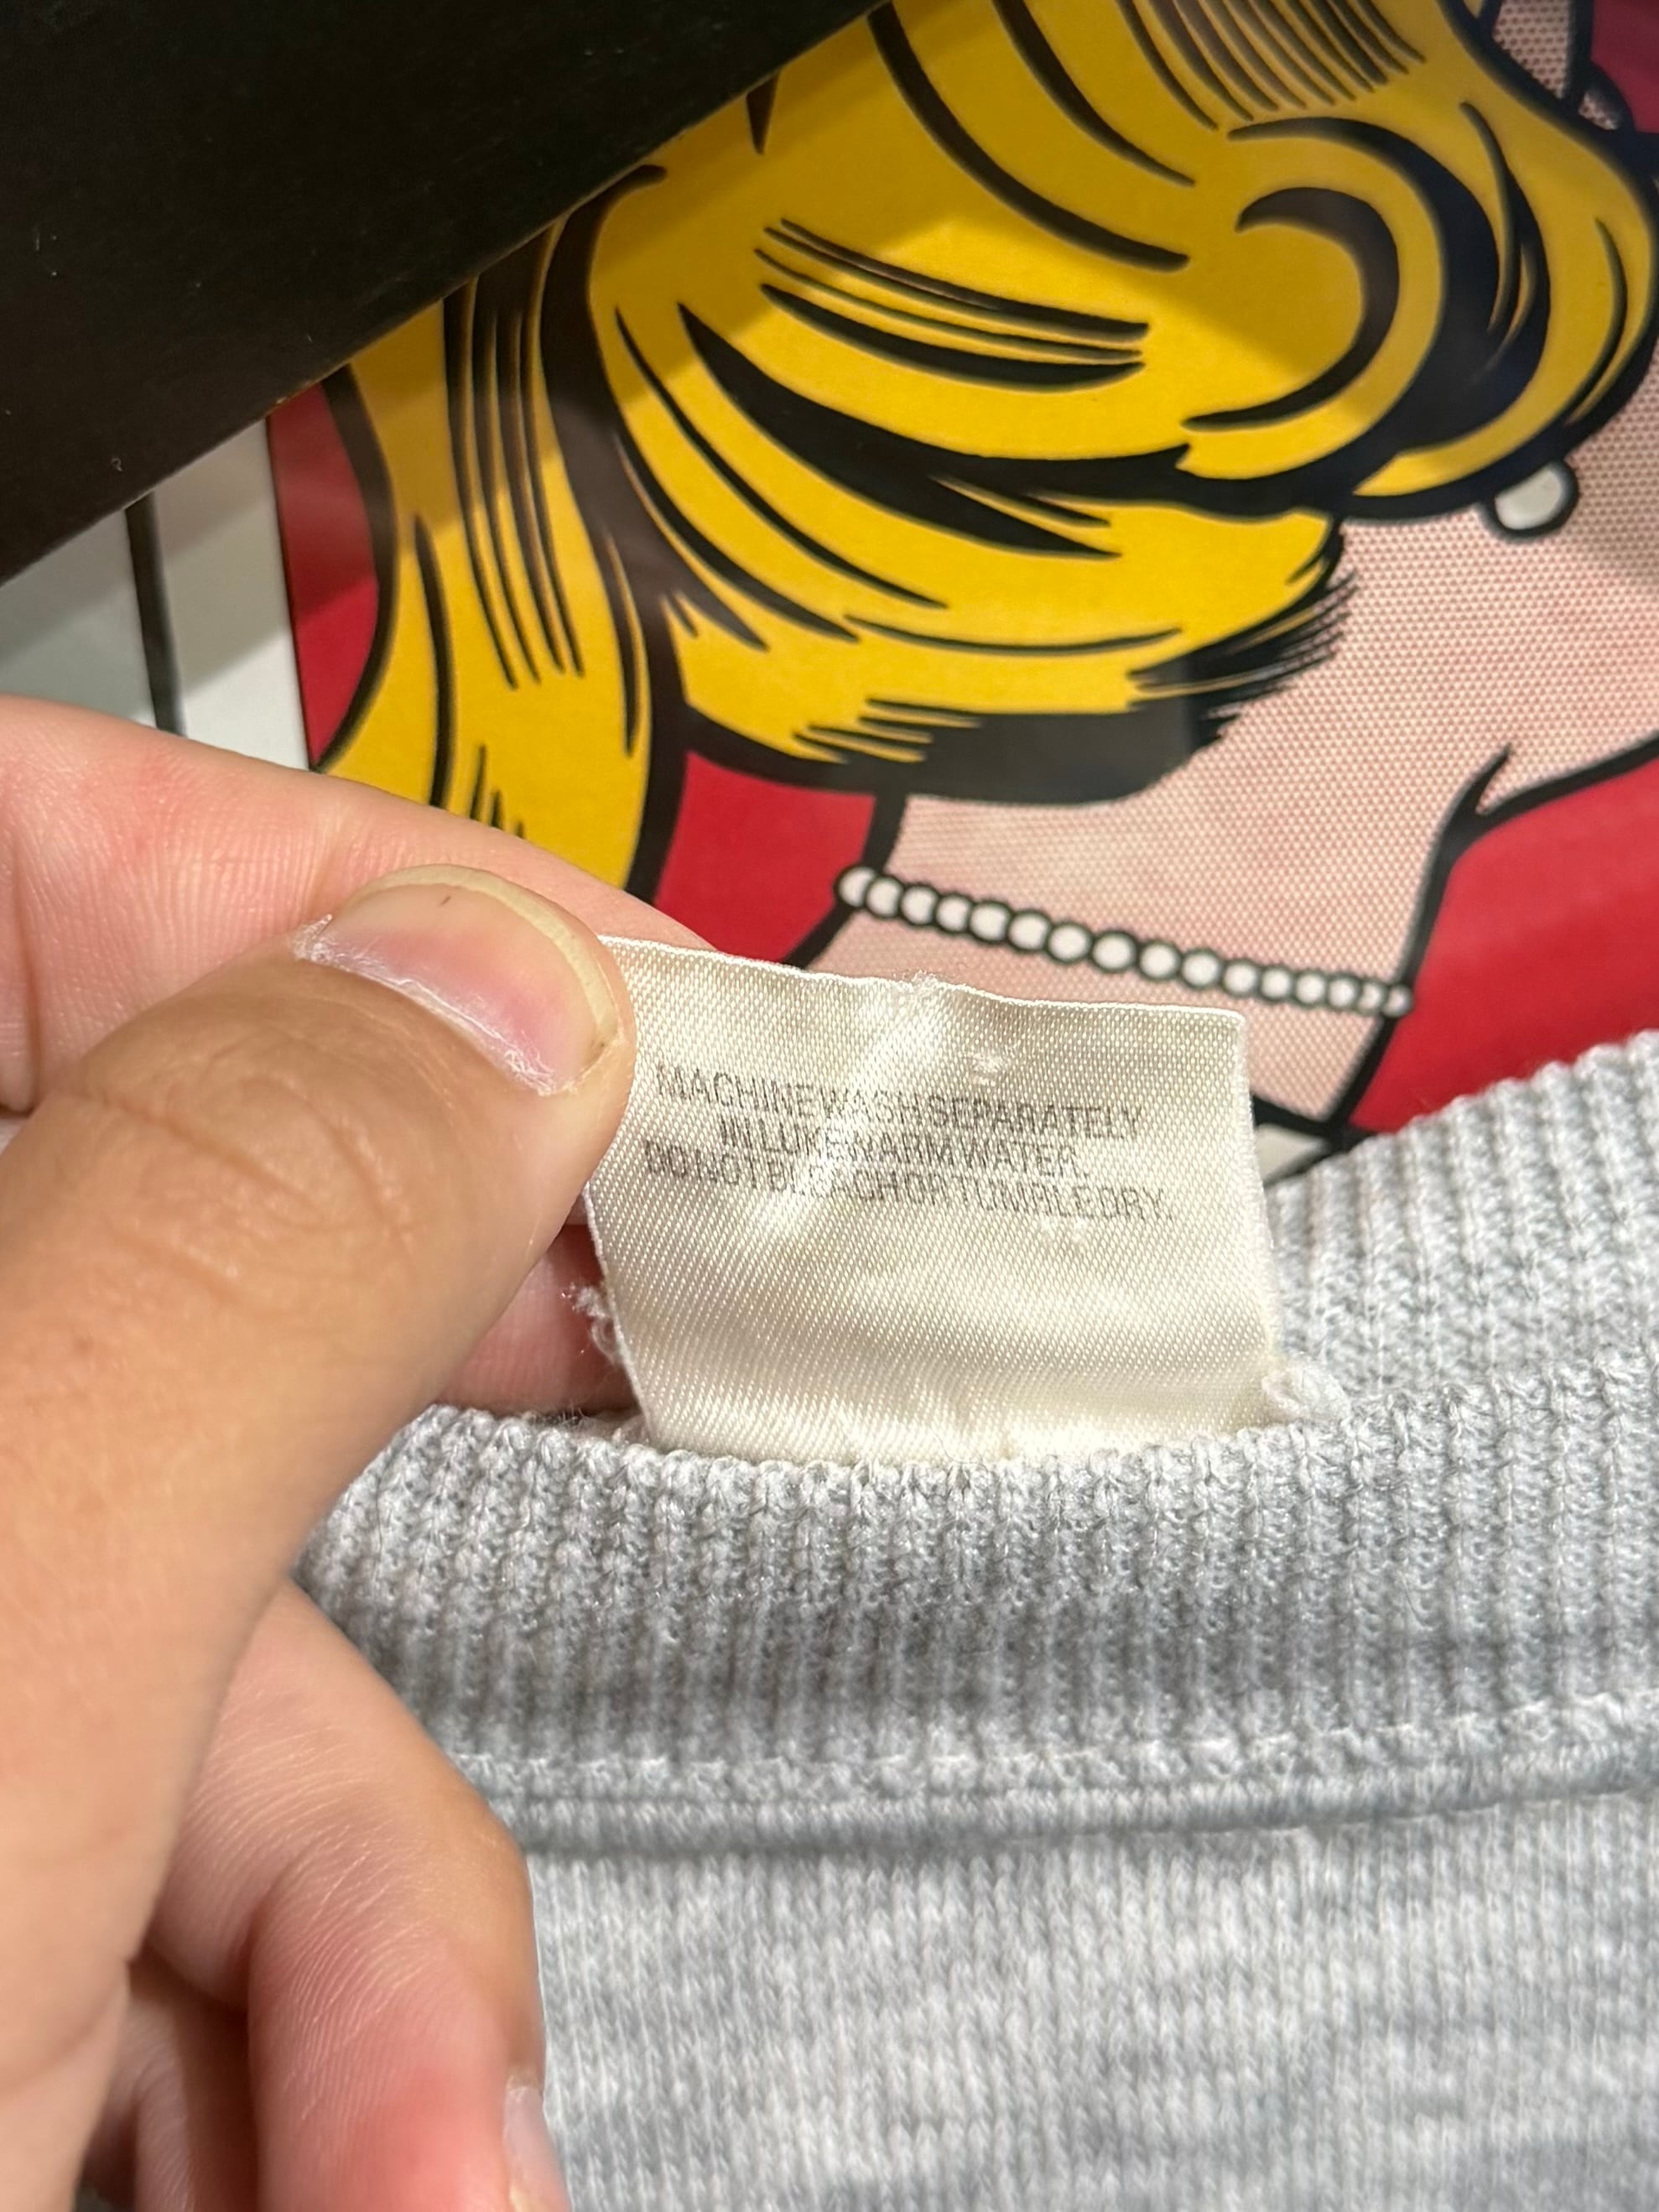 MACHINE WASH SEPARATELY
IN LUKEWARM WATER.
DO NOT BLEACH OR TUMBLE DRY.